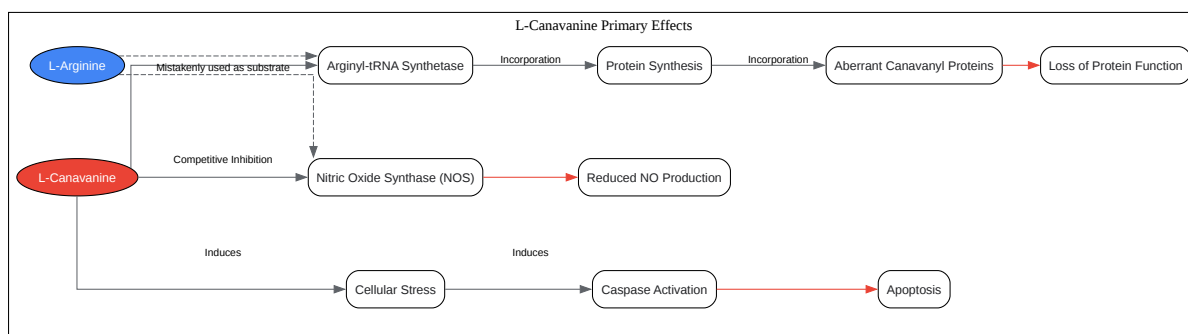 L-Canavanine Primary Effects
L-Arginine
Mistakenly used as substrate
Arginyl-tRNA Synthetase
Incorporation
Protein Synthesis
Incorporation
Aberrant Canavanyl Proteins
Loss of Protein Function
L-Canavanine
Competitive Inhibition
Nitric Oxide Synthase (NOS)
Reduced NO Production
Induces
Induces
Cellular Stress
Caspase Activation
Apoptosis